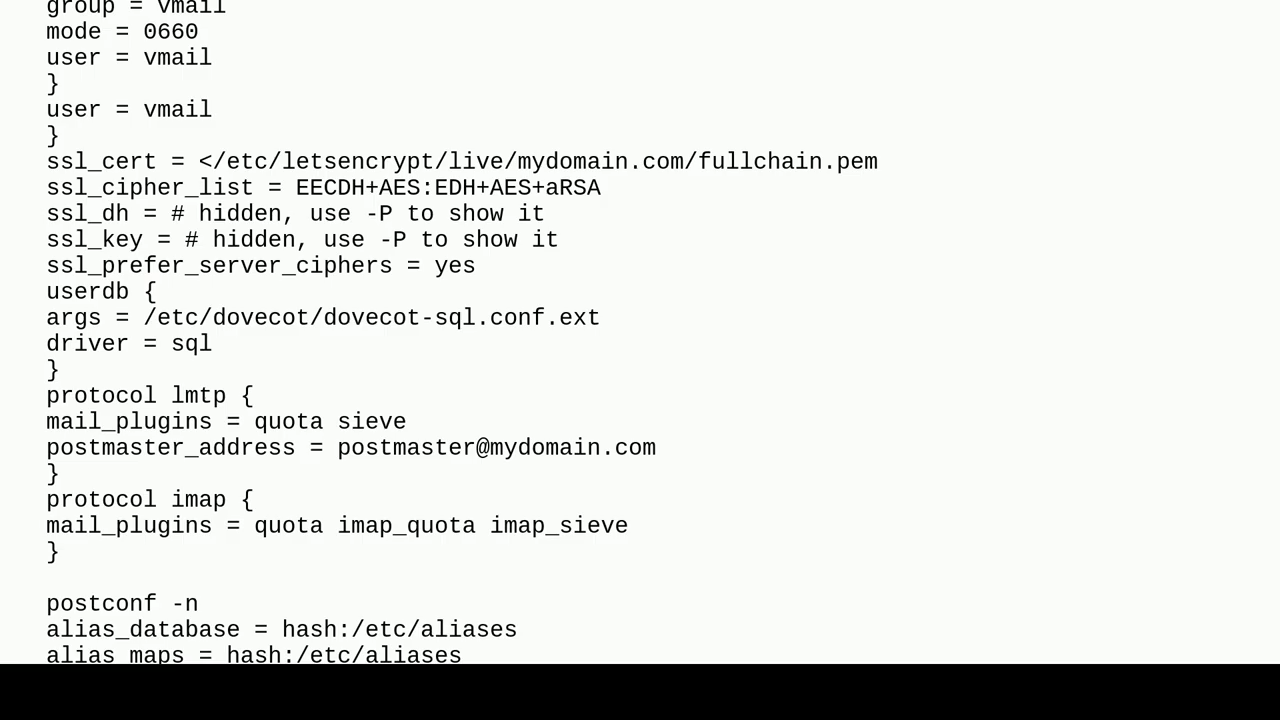 group = vmail
mode = 0660
user = vmail
}
user = vmail
}
ssl_cert = </etc/letsencrypt/live/mydomain.com/fullchain.pem
ssl_cipher_list = EECDH+AES:EDH+AES+aRSA
ssl_dh = # hidden, use -P to show it
ssl_key = # hidden, use -P to show it
ssl_prefer_server_ciphers = yes
userdb {
args = /etc/dovecot/dovecot-sql.conf.ext
driver = sql
}
protocol lmtp {
mail_plugins = quota sieve
postmaster_address = postmaster@mydomain.com
}
protocol imap {
mail_plugins = quota imap_quota imap_sieve
}

postconf -n
alias_database = hash:/etc/aliases
alias_maps = hash:/etc/aliases